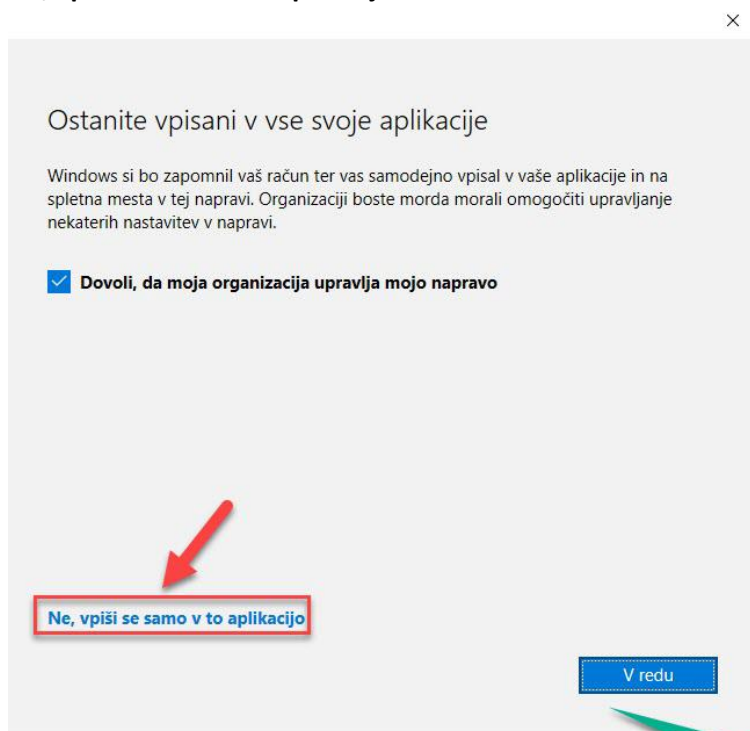 Ostanite vpisani v vse svoje aplikacije
Windows si bo zapomnil vaš račun ter vas samodejno vpisal v vaše aplikacije in na
spletna mesta v tej napravi. Organizaciji boste morda morali omogočiti upravljanje
nekaterih nastavitev v napravi.
Dovoli, da moja organizacija upravlja mojo napravo
Ne, vpiši se samo v to aplikacijo
V redu